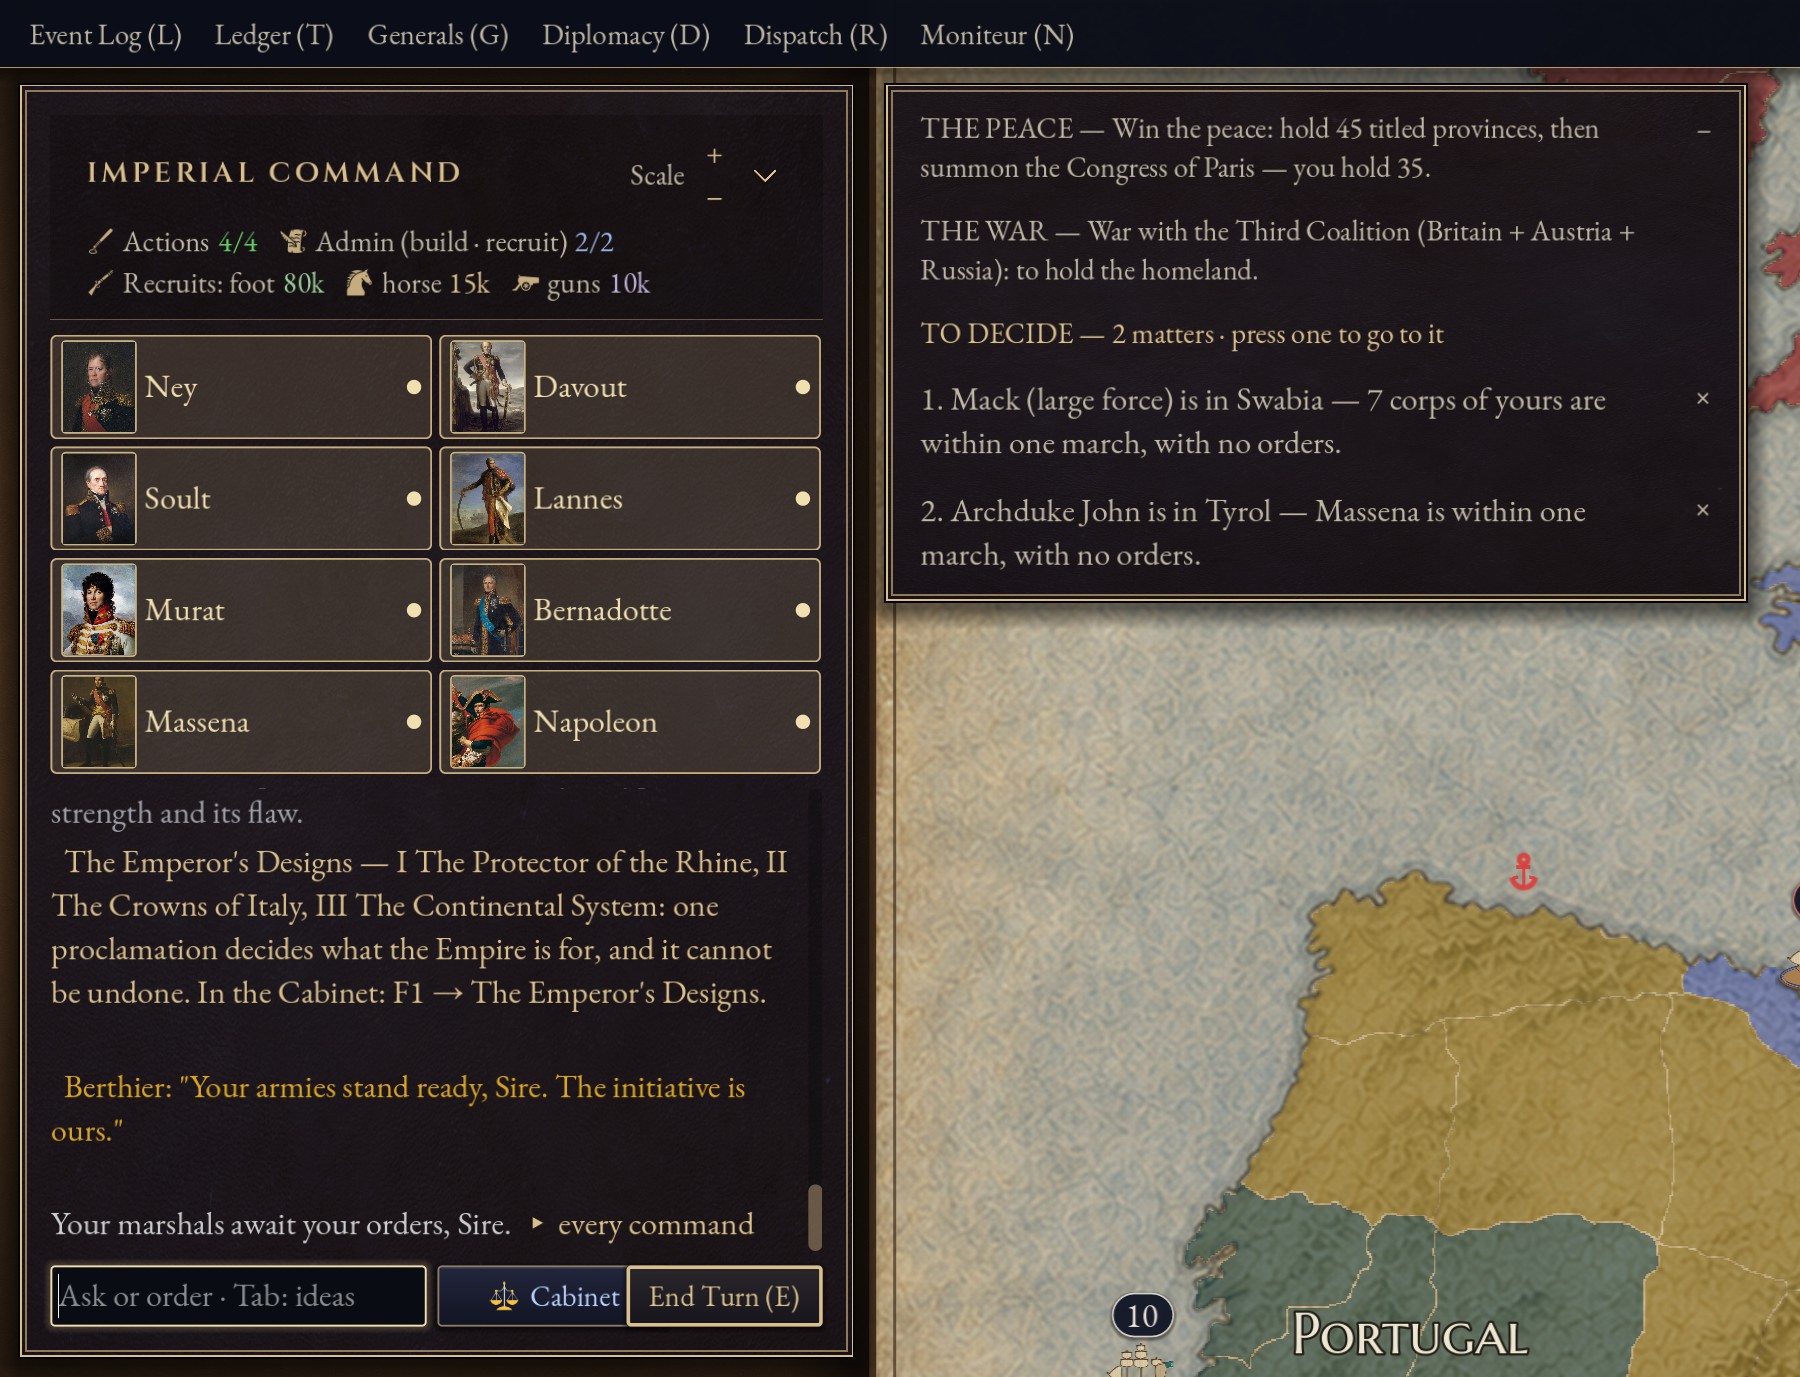 Event Log (L) Ledger (T) Generals (G) Diplomacy (D) Dispatch (R) Moniteur (N)
IMPERIAL COMMAND
Scale + −
Actions 4/4 Admin (build · recruit) 2/2
Recruits: foot 80k horse 15k guns 10k
Ney
Davout
Soult
Lannes
Murat
Bernadotte
Massena
Napoleon
strength and its flaw.
The Emperor's Designs — I The Protector of the Rhine, II
The Crowns of Italy, III The Continental System: one
proclamation decides what the Empire is for, and it cannot
be undone. In the Cabinet: F1 → The Emperor's Designs.
Berthier: "Your armies stand ready, Sire. The initiative is
ours."
Your marshals await your orders, Sire. ▸ every command
Ask or order · Tab: ideas
Cabinet
End Turn (E)
THE PEACE — Win the peace: hold 45 titled provinces, then
summon the Congress of Paris — you hold 35.
THE WAR — War with the Third Coalition (Britain + Austria +
Russia): to hold the homeland.
TO DECIDE — 2 matters · press one to go to it
1. Mack (large force) is in Swabia — 7 corps of yours are
within one march, with no orders.
2. Archduke John is in Tyrol — Massena is within one
march, with no orders.
10
PORTUGAL